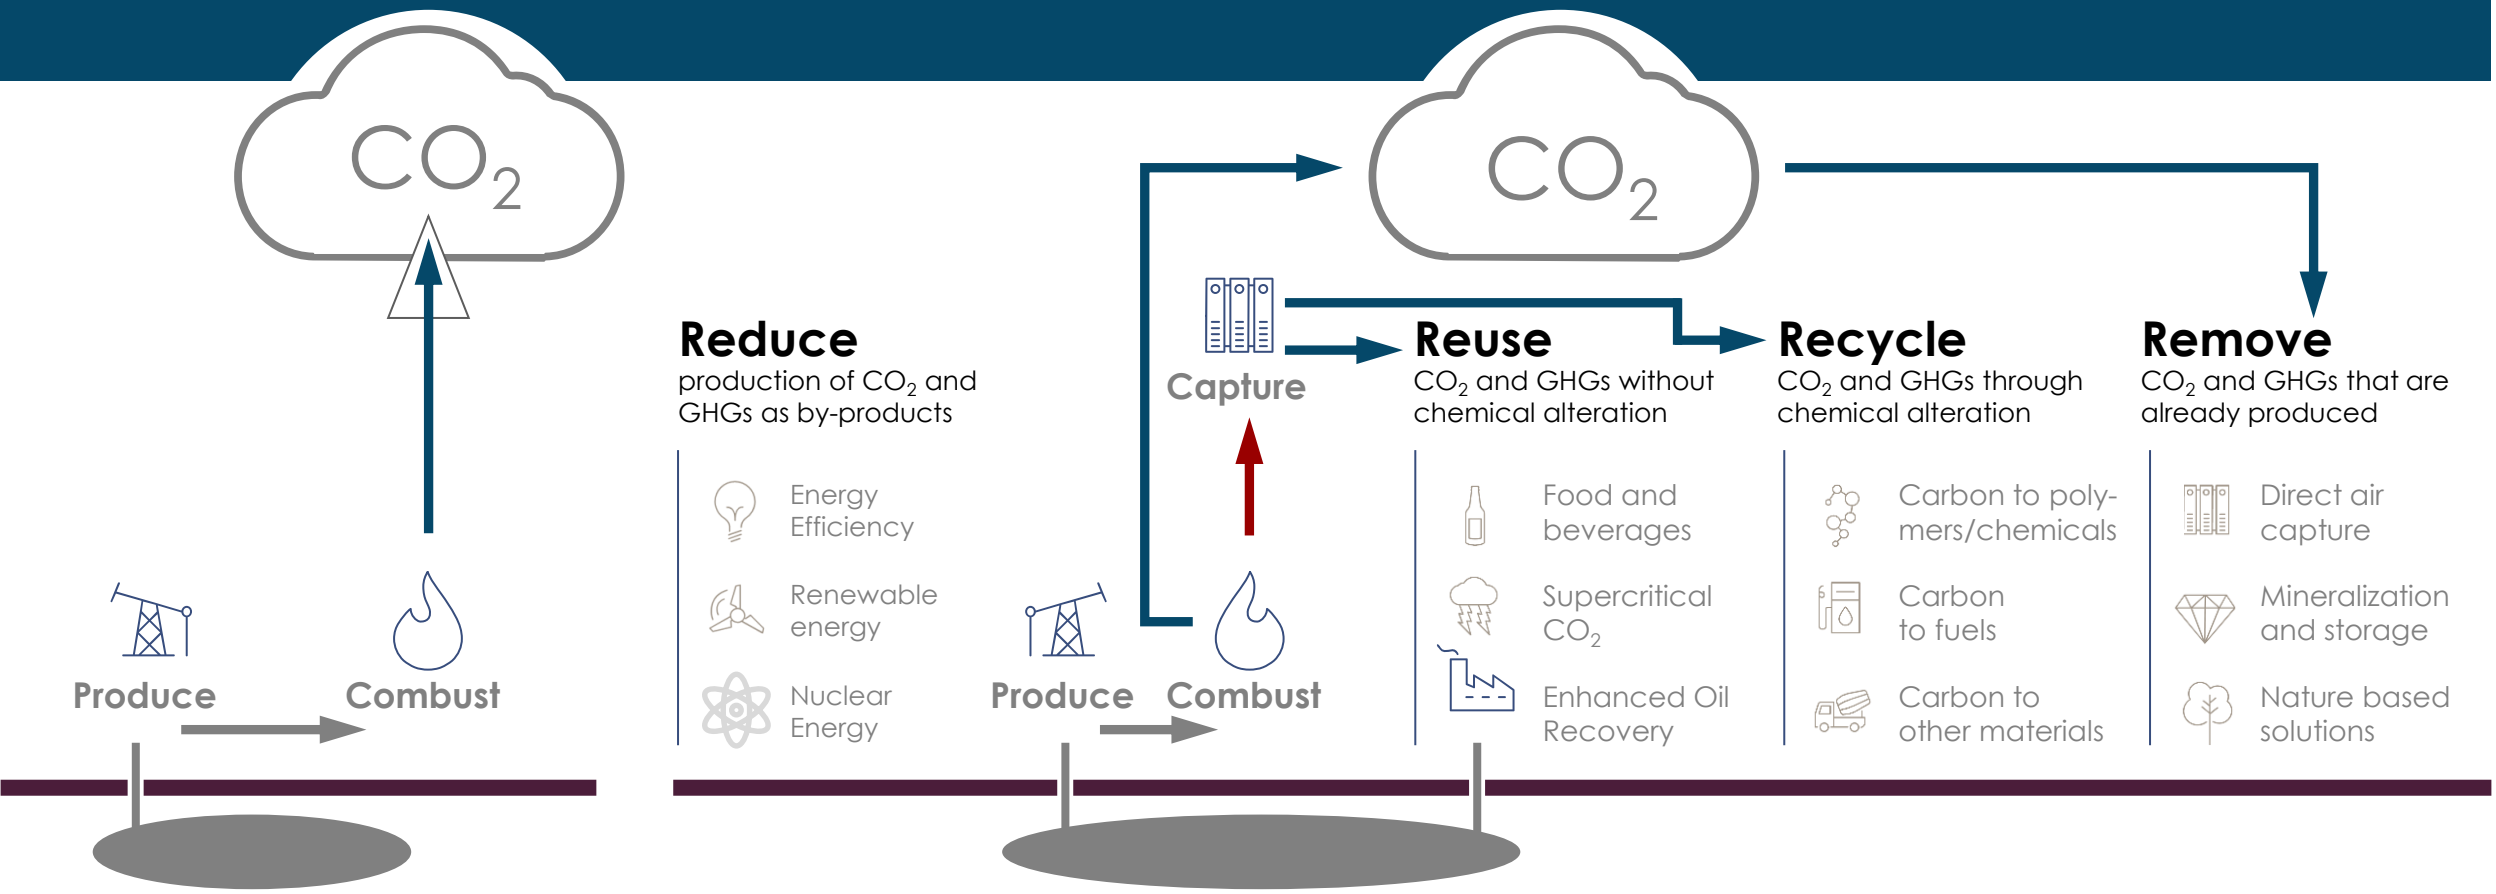 CO2
Produce
Combust
Reduce
production of CO2 and
GHGs as by-products
Energy
Efficiency
Renewable
energy
Nuclear
Energy
CO2
Capture
Produce
Combust
Reuse
CO2 and GHGs without
chemical alteration
Food and
beverages
Supercritical
CO2
Enhanced Oil
Recovery
Recycle
CO2 and GHGs through
chemical alteration
Carbon to poly-
mers/chemicals
Carbon
to fuels
Carbon to
other materials
Remove
CO2 and GHGs that are
already produced
Direct air
capture
Mineralization
and storage
Nature based
solutions